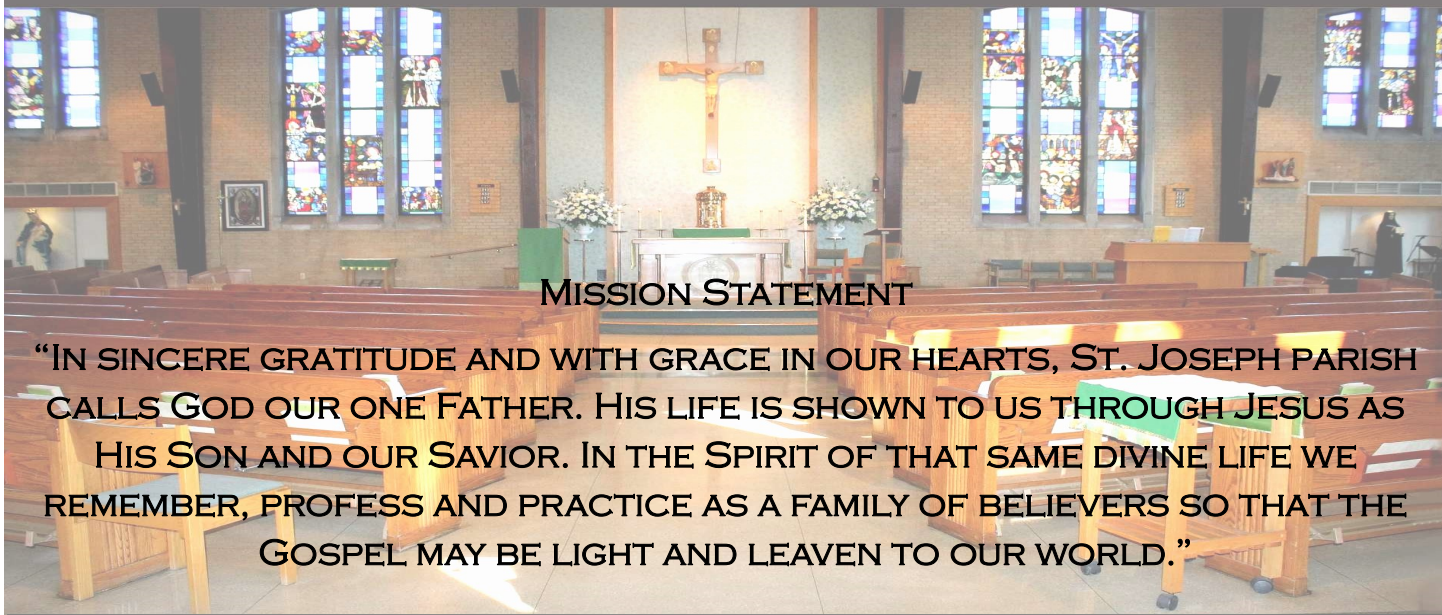 Mission Statement
“In sincere gratitude and with grace in our hearts, St. Joseph parish
calls God our one Father. His life is shown to us through Jesus as
His Son and our Savior. In the Spirit of that same divine life we
remember, profess and practice as a family of believers so that the
Gospel may be light and leaven to our world.”